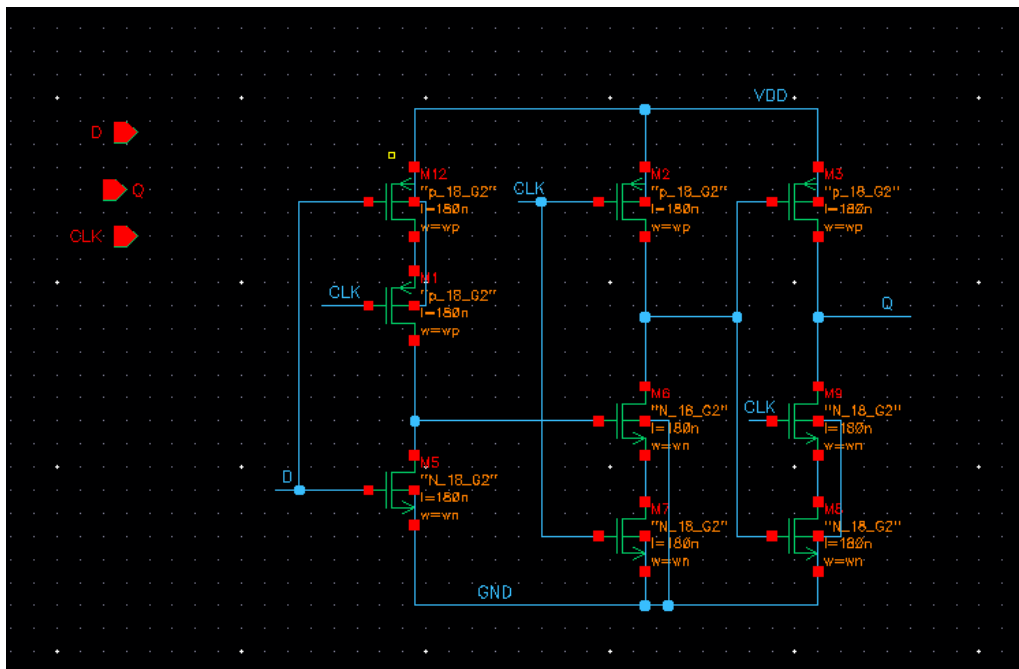 VDD
D
Q
CLK
M12
"p_18_G2"
l=180n
w=wp
CLK
M2
"p_18_G2"
l=180n
w=wp
M3
"p_18_G2"
l=180n
w=wp
CLK
M1
"p_18_G2"
l=180n
w=wp
Q
M6
"N_18_G2"
l=180n
w=wn
CLK
M9
"N_18_G2"
l=180n
w=wn
D
M5
"N_18_G2"
l=180n
w=wn
M7
"N_18_G2"
l=180n
w=wn
M8
"N_18_G2"
l=180n
w=wn
GND